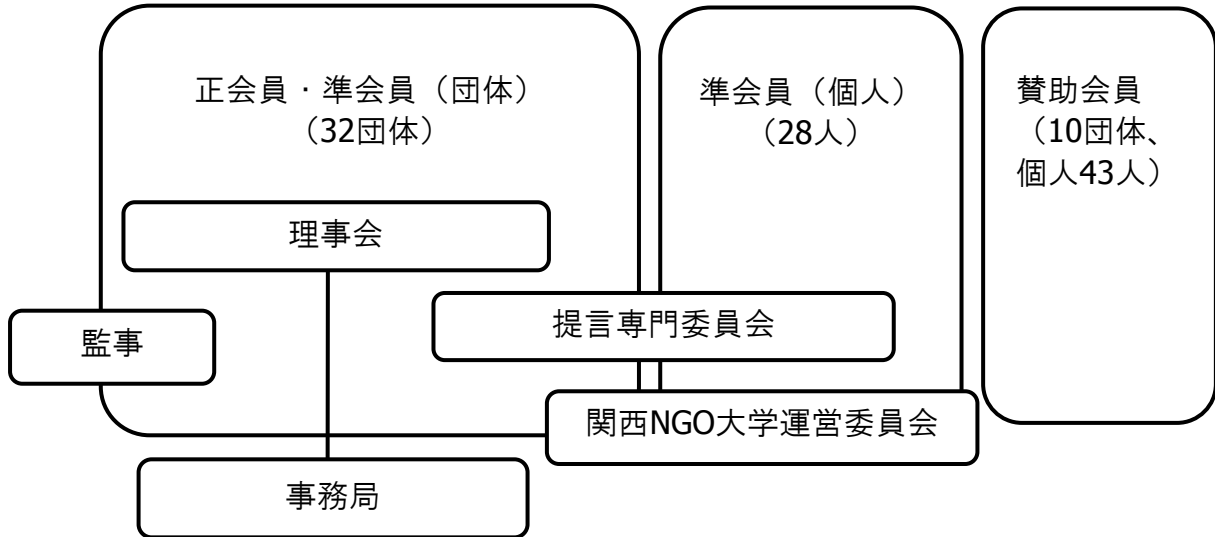 正会員・準会員（団体）
（32団体）
準会員（個人）
（28人）
賛助会員
（10団体、
個人43人）
理事会
提言専門委員会
監事
関西NGO大学運営委員会
事務局